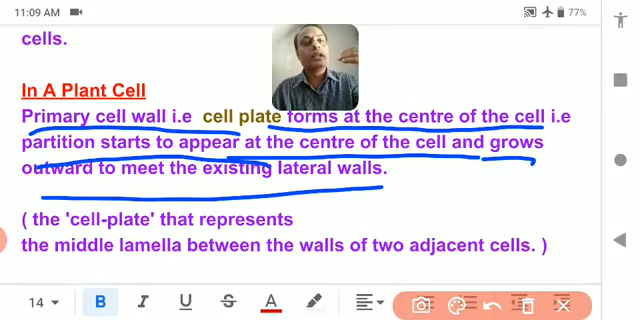 11:09 AM
77%
cells.
In A Plant Cell
Primary cell wall i.e cell plate forms at the centre of the cell i.e
partition starts to appear at the centre of the cell and grows
outward to meet the existing lateral walls.
( the 'cell-plate' that represents
the middle lamella between the walls of two adjacent cells. )
14 B I U S A